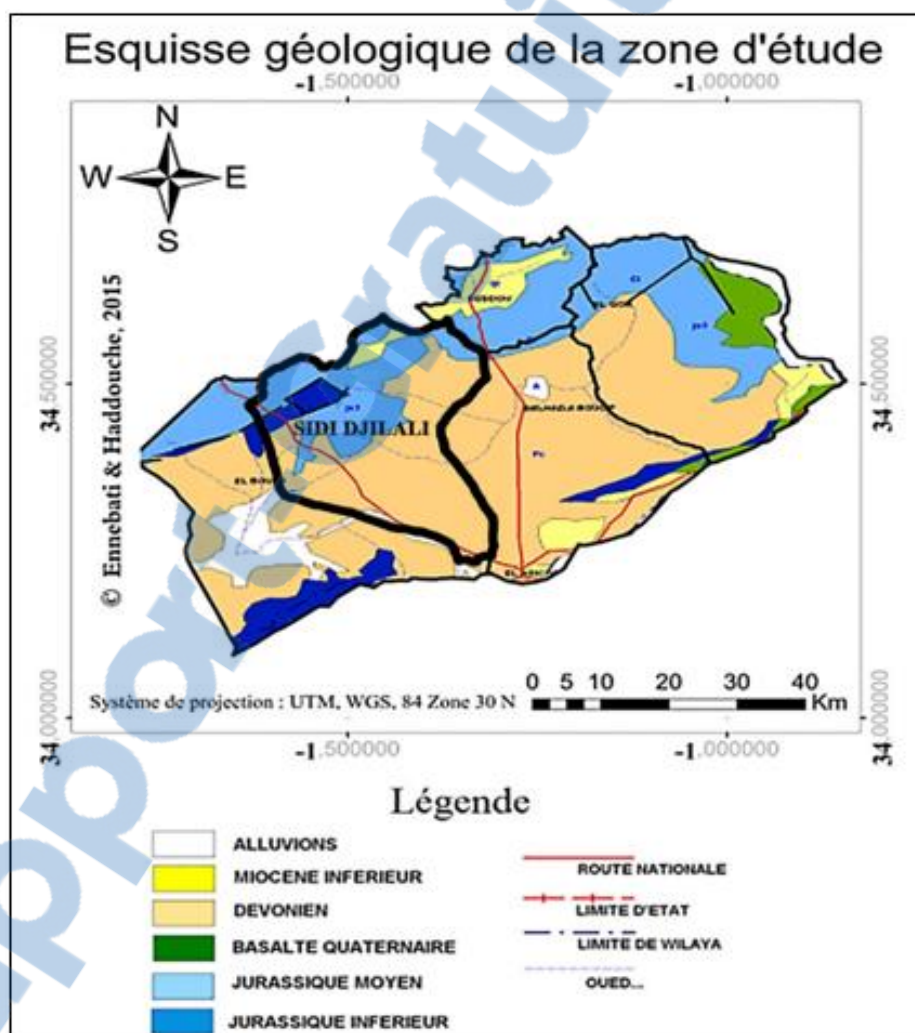 Esquisse géologique de la zone d'étude
-1,500000 -1,000000
N
W E
S
34,500000 34,500000
© Ennebati & Haddouche, 2015
SIDI DJILALI
Système de projection : UTM, WGS, 84 Zone 30 N
0 5 10 20 30 40
Km
34,000000 34,000000
-1,500000 -1,000000
Légende
ALLUVIONS
MIOCENE INFERIEUR
DEVONIEN
BASALTE QUATERNAIRE
JURASSIQUE MOYEN
JURASSIQUE INFERIEUR
ROUTE NATIONALE
LIMITE D'ETAT
LIMITE DE WILAYA
OUED...